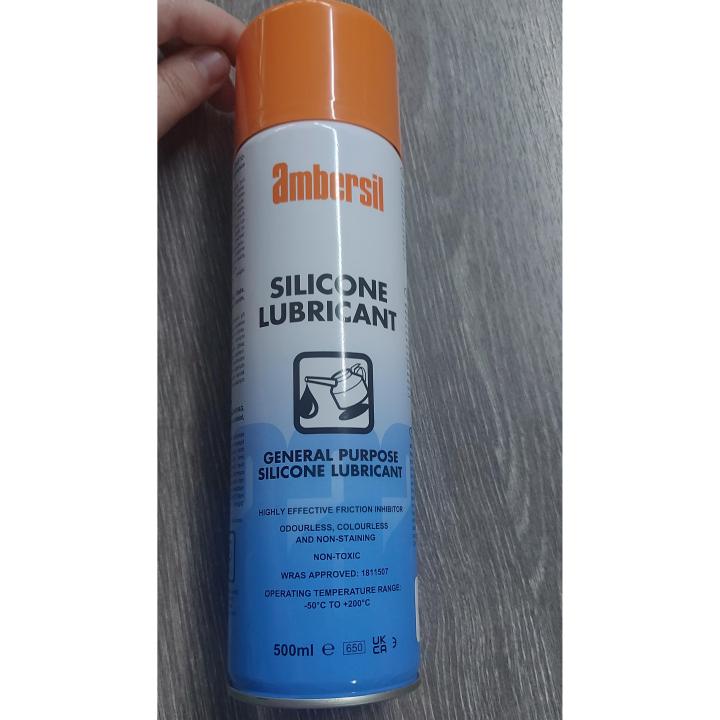 ambersil
SILICONE
LUBRICANT
GENERAL PURPOSE
SILICONE LUBRICANT
HIGHLY EFFECTIVE FRICTION INHIBITOR
ODOURLESS, COLOURLESS
AND NON-STAINING
NON-TOXIC
WRAS APPROVED: 1811507
OPERATING TEMPERATURE RANGE:
-50°C TO +200°C
500ml ℮ 650 UK
CA